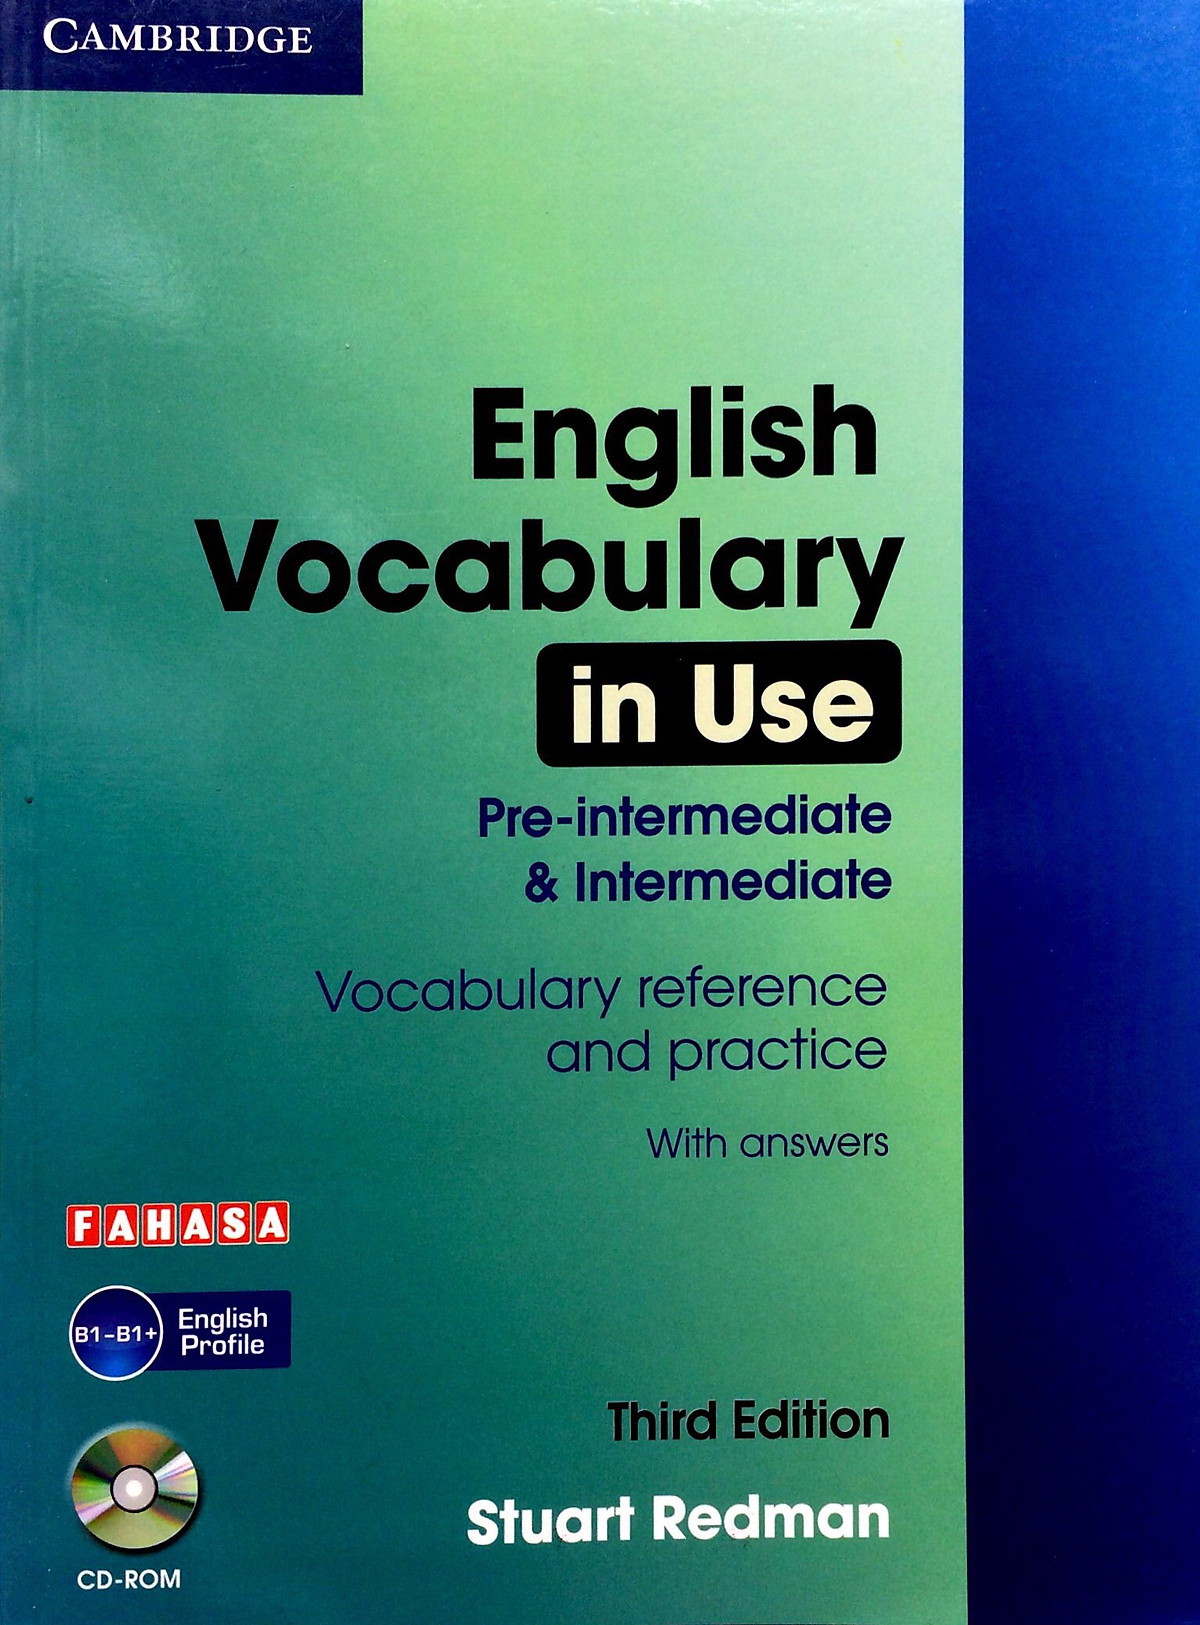 CAMBRIDGE
English
Vocabulary
in Use
Pre-intermediate
& Intermediate
Vocabulary reference
and practice
With answers
FAHASA
B1-B1+
English
Profile
Third Edition
Stuart Redman
CD-ROM